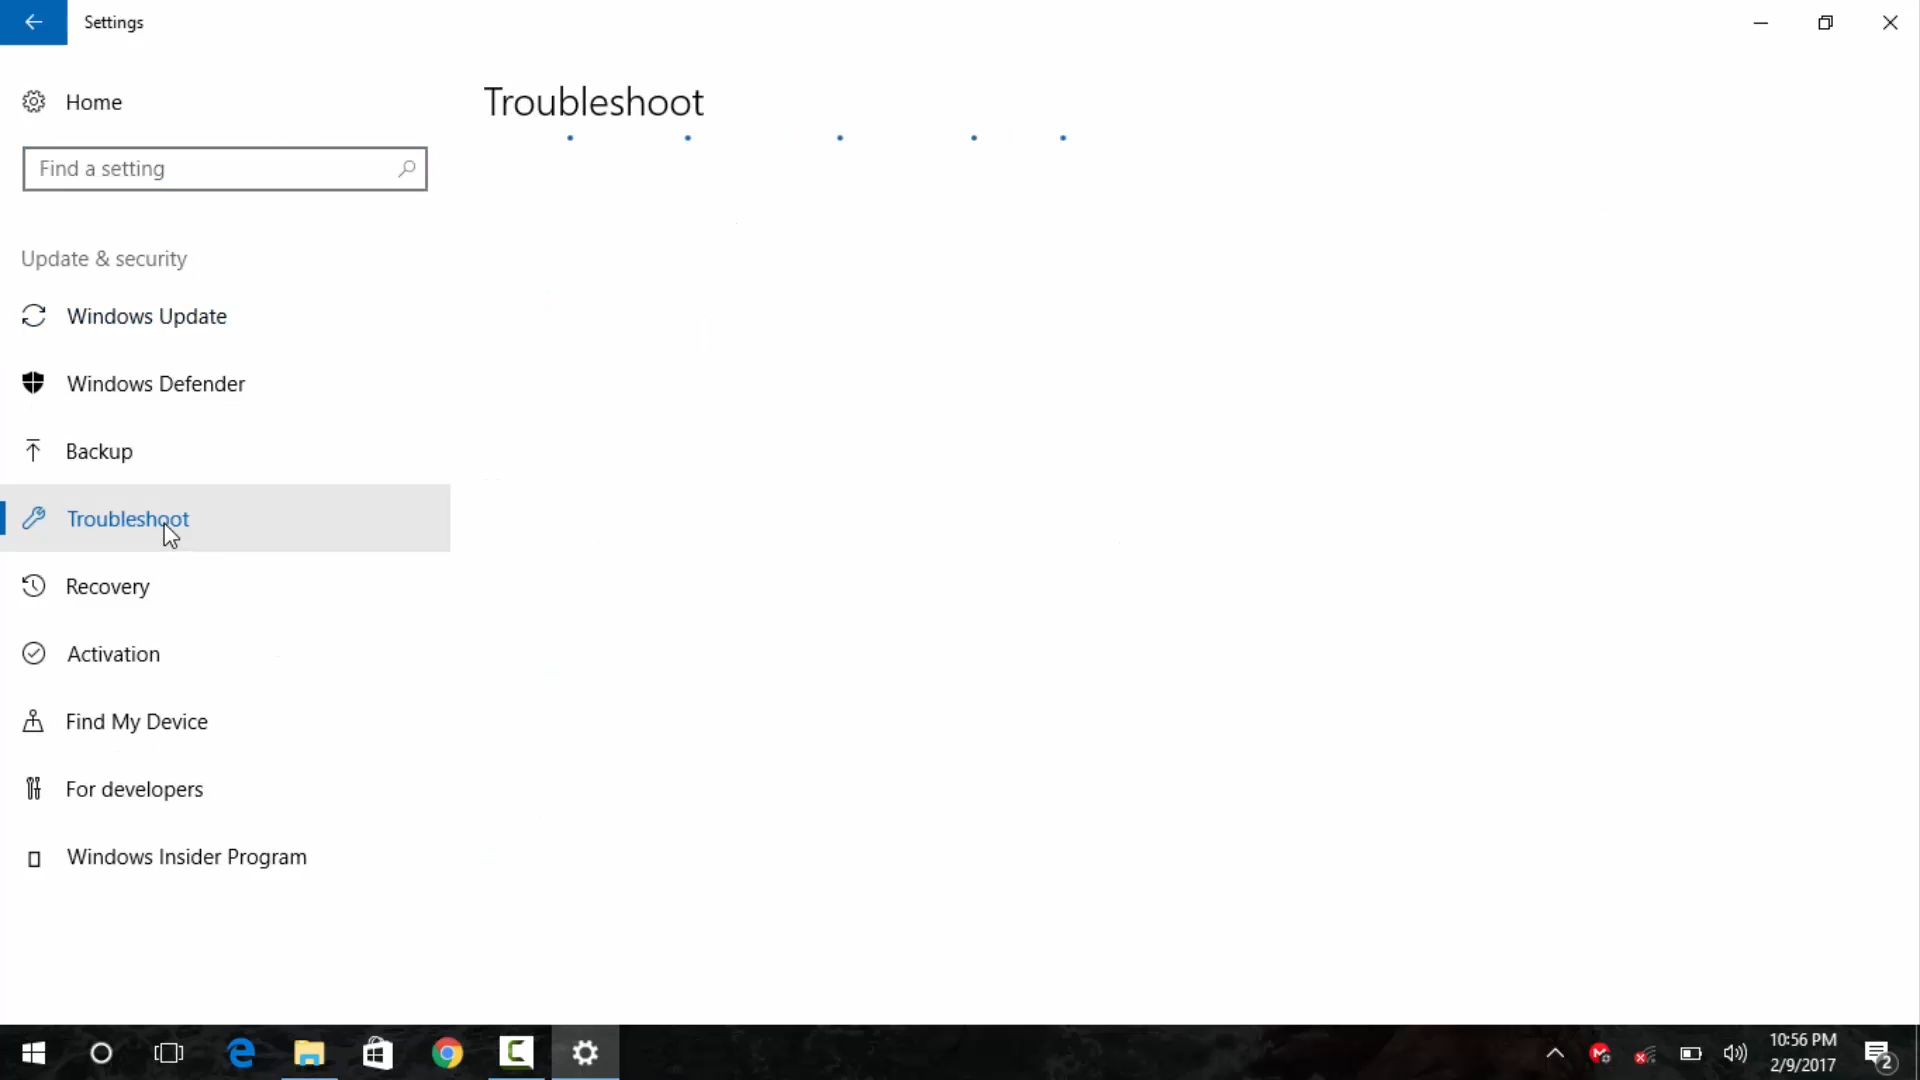 Settings
Home
Troubleshoot
Find a setting
Update & security
Windows Update
Windows Defender
Backup
Troubleshoot
Recovery
Activation
Find My Device
For developers
Windows Insider Program
10:56 PM
2/9/2017
2